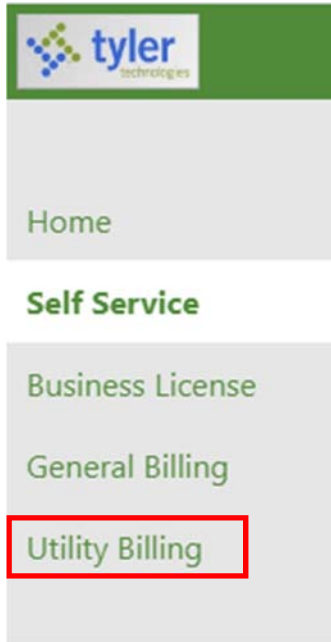 tyler
technologies
Home
Self Service
Business License
General Billing
Utility Billing